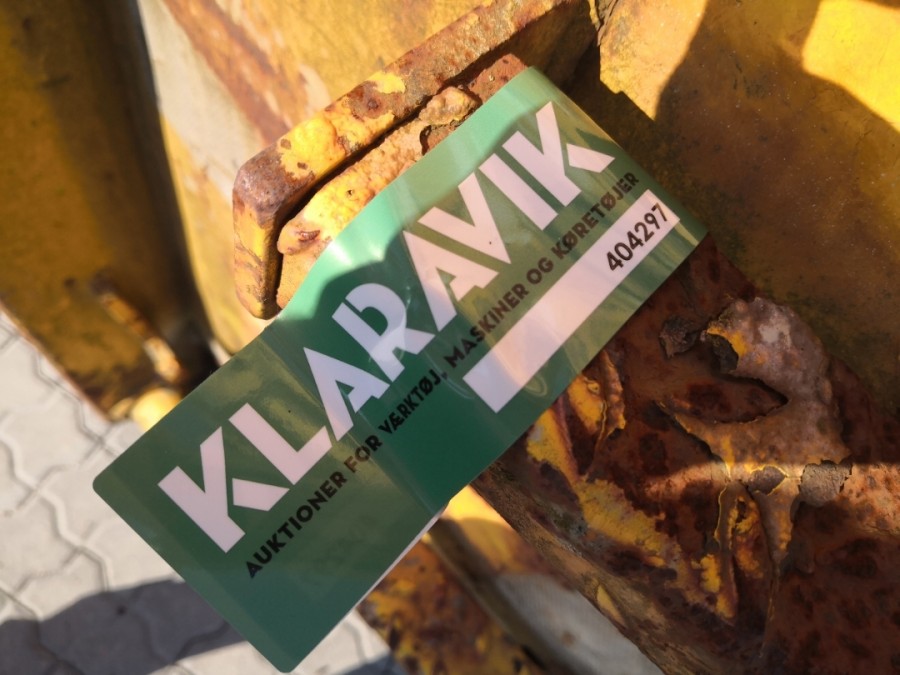 KLARAVIK
AUKTIONER FOR VÆRKTØJ, MASKINER OG KØRETØJER
404297